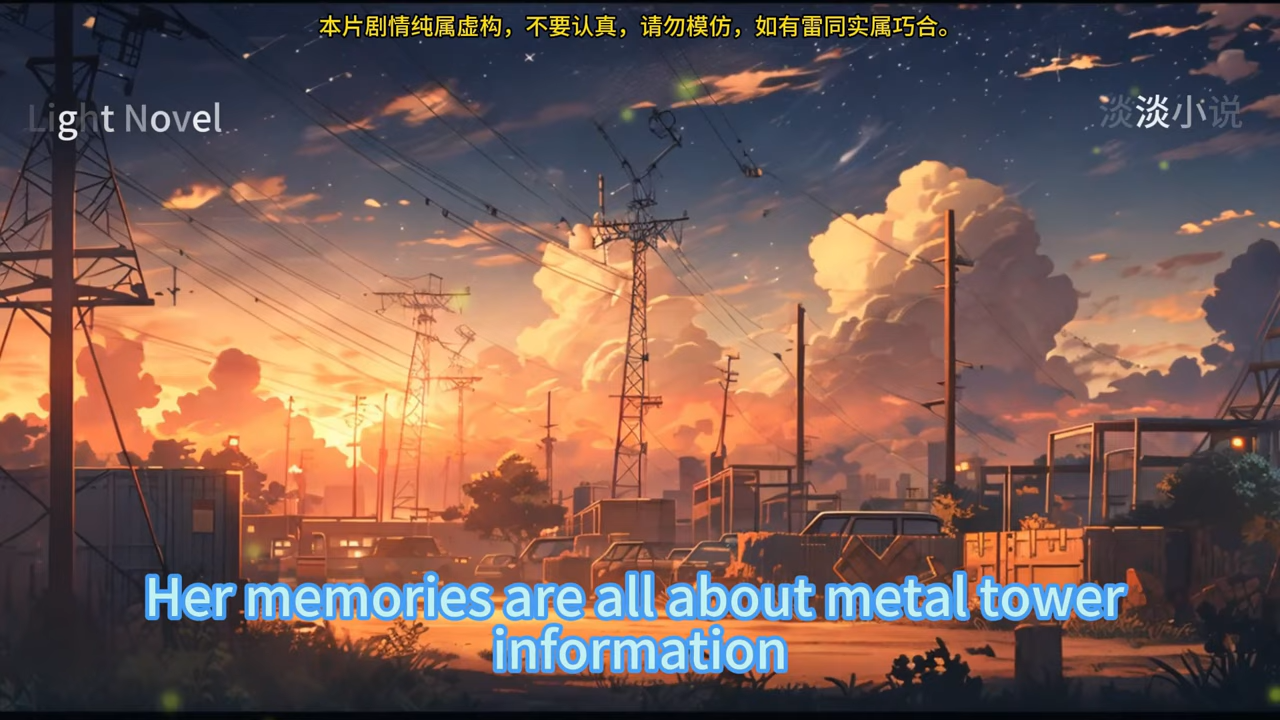 本片剧情纯属虚构，不要认真，请勿模仿，如有雷同实属巧合。
Light Novel
淡淡小说
Her memories are all about metal tower
information